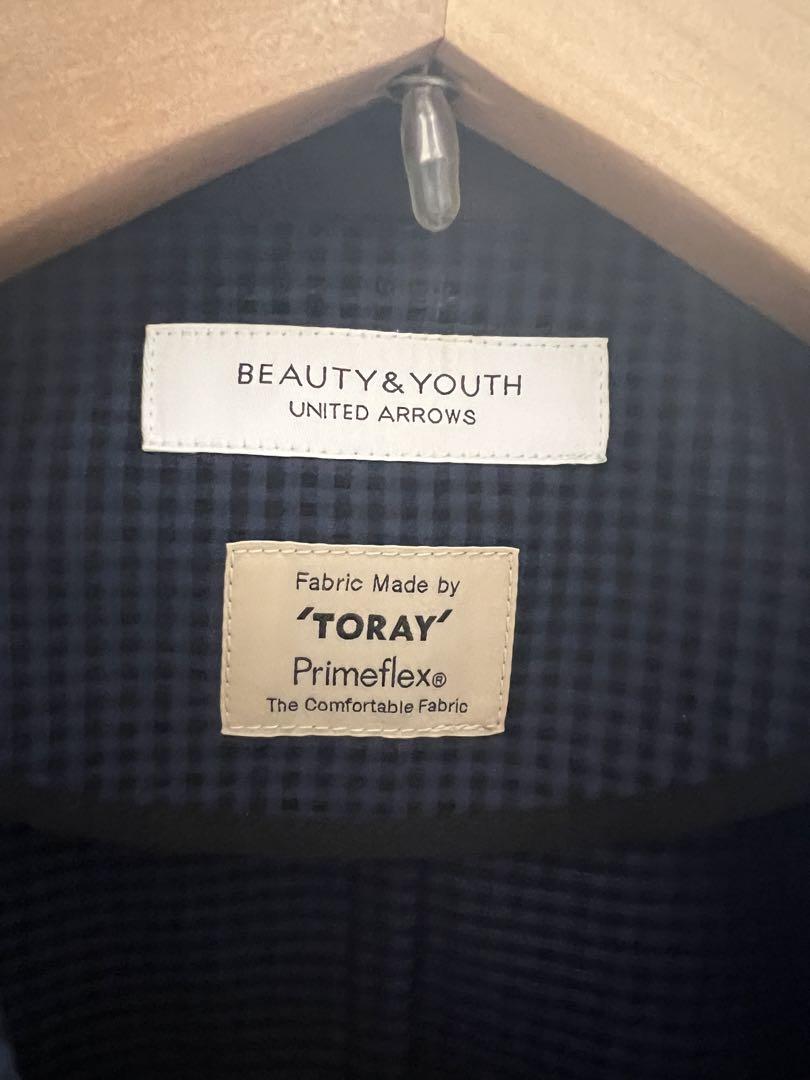 BEAUTY&YOUTH
UNITED ARROWS
Fabric Made by
'TORAY'
Primeflex®
The Comfortable Fabric